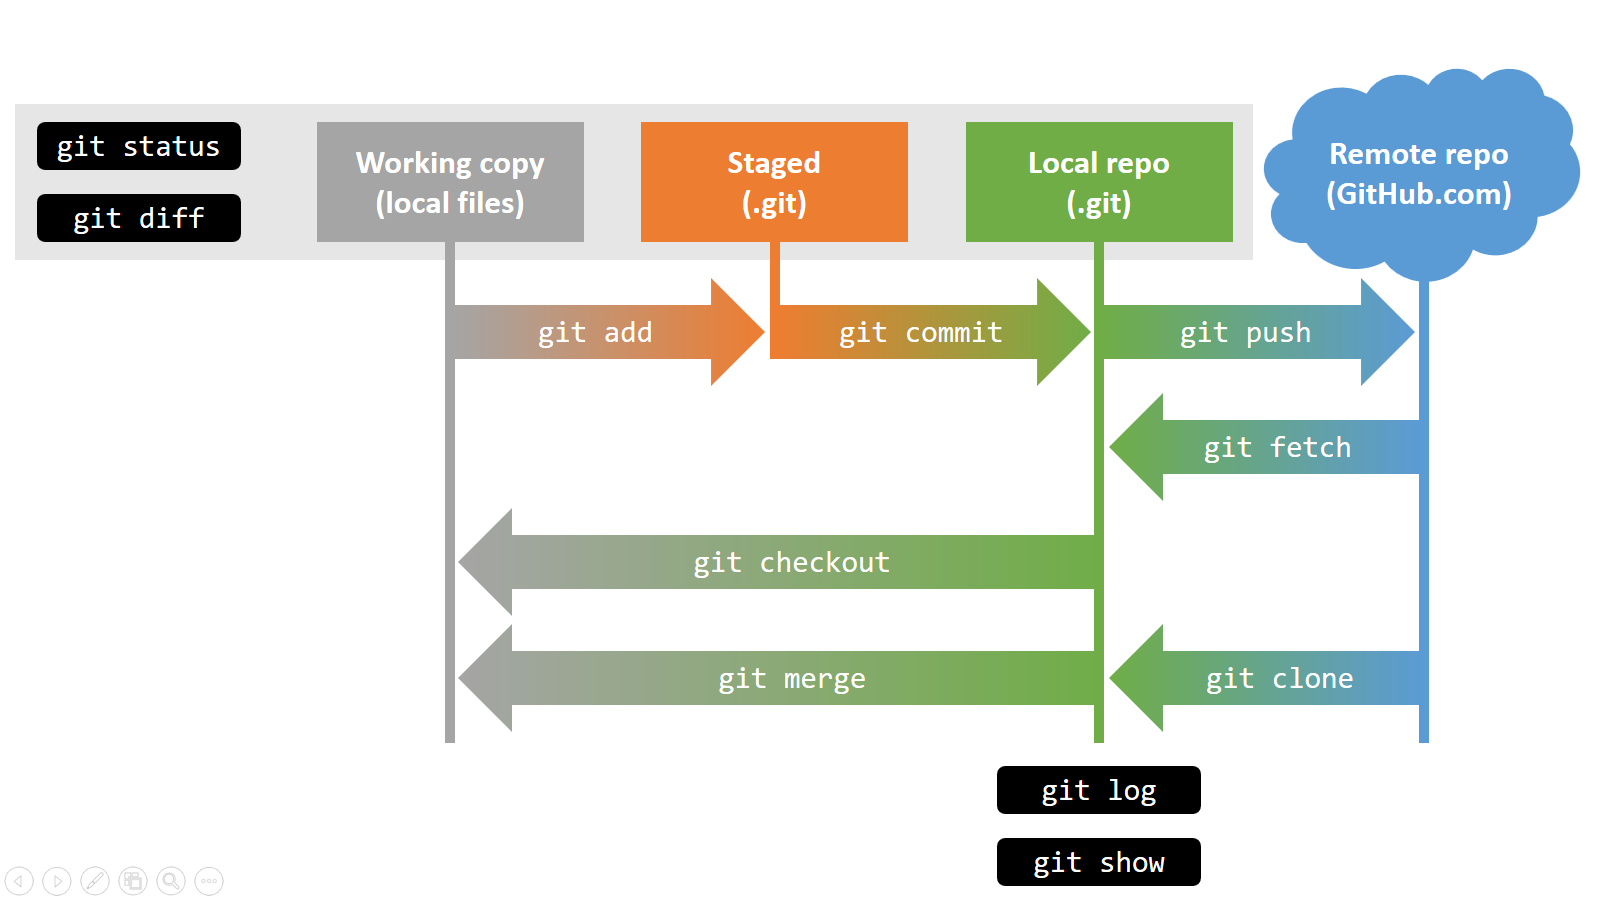 git status
git diff
Working copy
(local files)
Staged
(.git)
Local repo
(.git)
Remote repo
(GitHub.com)
git add
git commit
git push
git fetch
git checkout
git merge
git clone
git log
git show